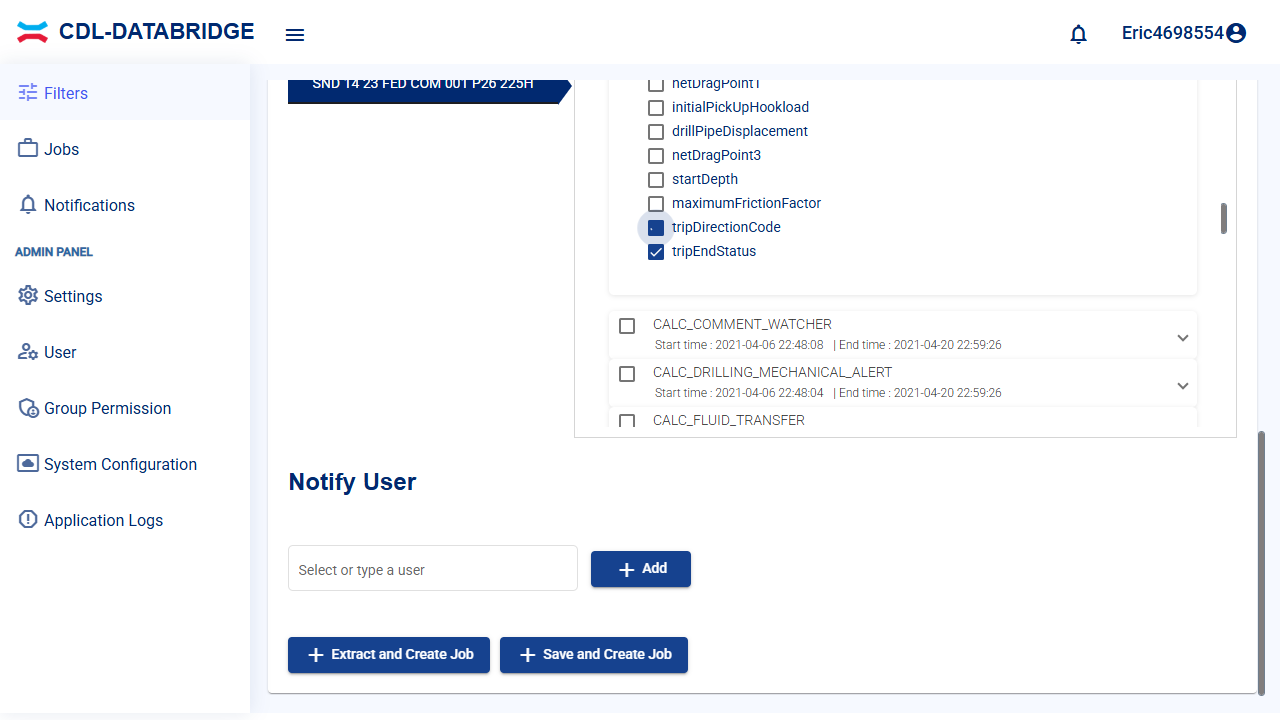 CDL-DATABRIDGE
Eric4698554
Filters
Jobs
Notifications
ADMIN PANEL
Settings
User
Group Permission
System Configuration
Application Logs
SND 14 23 FED COM 001 P26 225H
netDragPoint1
initialPickUpHookload
drillPipeDisplacement
netDragPoint3
startDepth
maximumFrictionFactor
tripDirectionCode
tripEndStatus
CALC_COMMENT_WATCHER
Start time : 2021-04-06 22:48:08 | End time : 2021-04-20 22:59:26
CALC_DRILLING_MECHANICAL_ALERT
Start time : 2021-04-06 22:48:04 | End time : 2021-04-20 22:59:26
CALC_FLUID_TRANSFER
Notify User
Select or type a user
Add
Extract and Create Job
Save and Create Job